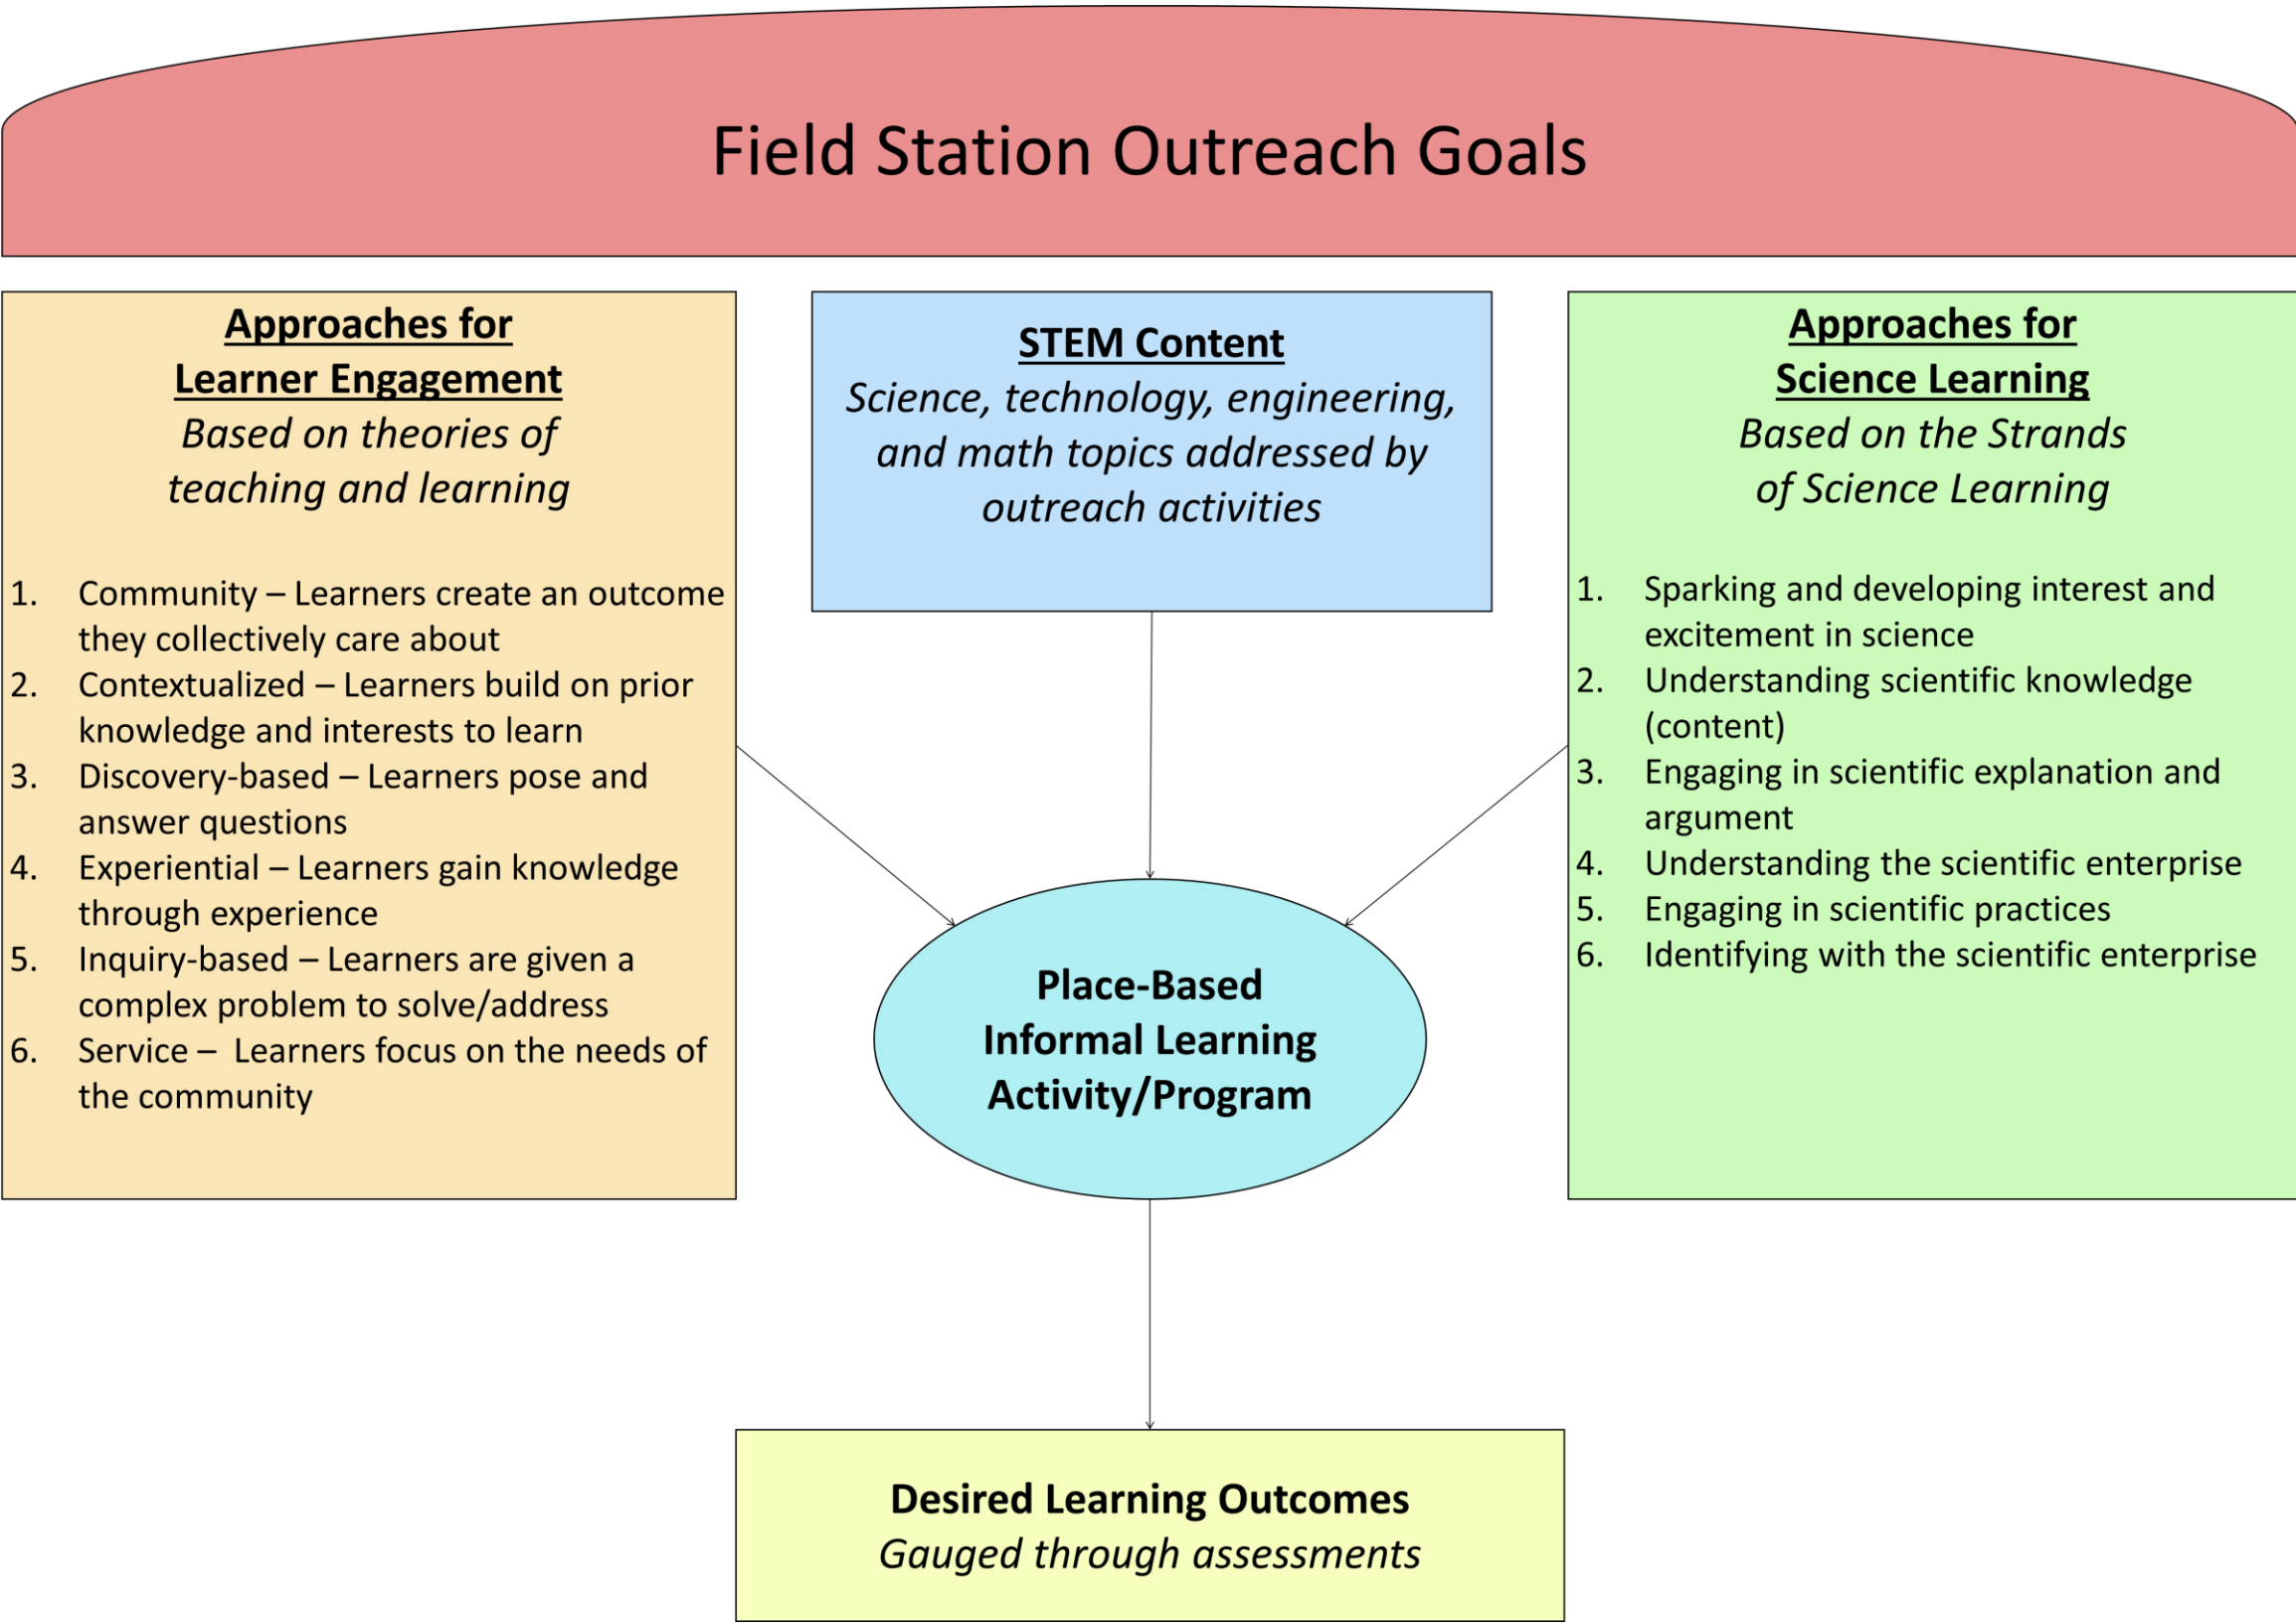 Field Station Outreach Goals
Approaches for
Learner Engagement
Based on theories of
teaching and learning
1. Community – Learners create an outcome
they collectively care about
2. Contextualized – Learners build on prior
knowledge and interests to learn
3. Discovery-based – Learners pose and
answer questions
4. Experiential – Learners gain knowledge
through experience
5. Inquiry-based – Learners are given a
complex problem to solve/address
6. Service – Learners focus on the needs of
the community
STEM Content
Science, technology, engineering,
and math topics addressed by
outreach activities
Approaches for
Science Learning
Based on the Strands
of Science Learning
1. Sparking and developing interest and
excitement in science
2. Understanding scientific knowledge
(content)
3. Engaging in scientific explanation and
argument
4. Understanding the scientific enterprise
5. Engaging in scientific practices
6. Identifying with the scientific enterprise
Place-Based
Informal Learning
Activity/Program
Desired Learning Outcomes
Gauged through assessments